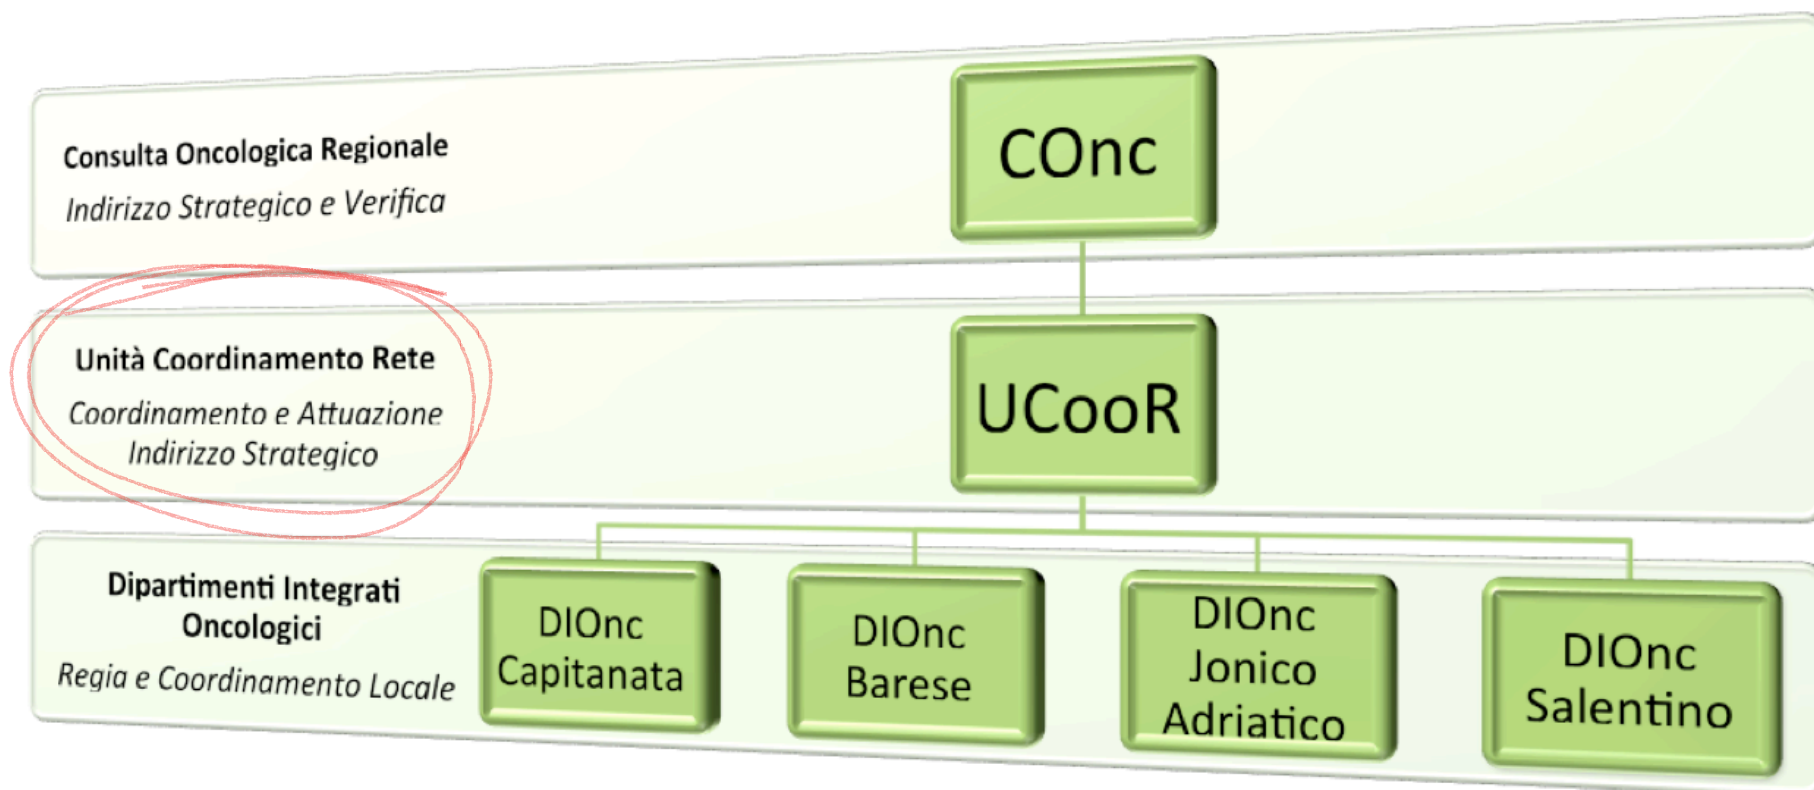 Consulta Oncologica Regionale
Indirizzo Strategico e Verifica
COnc
Unità Coordinamento Rete
Coordinamento e Attuazione
Indirizzo Strategico
UCooR
Dipartimenti Integrati
Oncologici
Regia e Coordinamento Locale
DIOnc
Capitanata
DIOnc
Barese
DIOnc
Jonico
Adriatico
DIOnc
Salentino